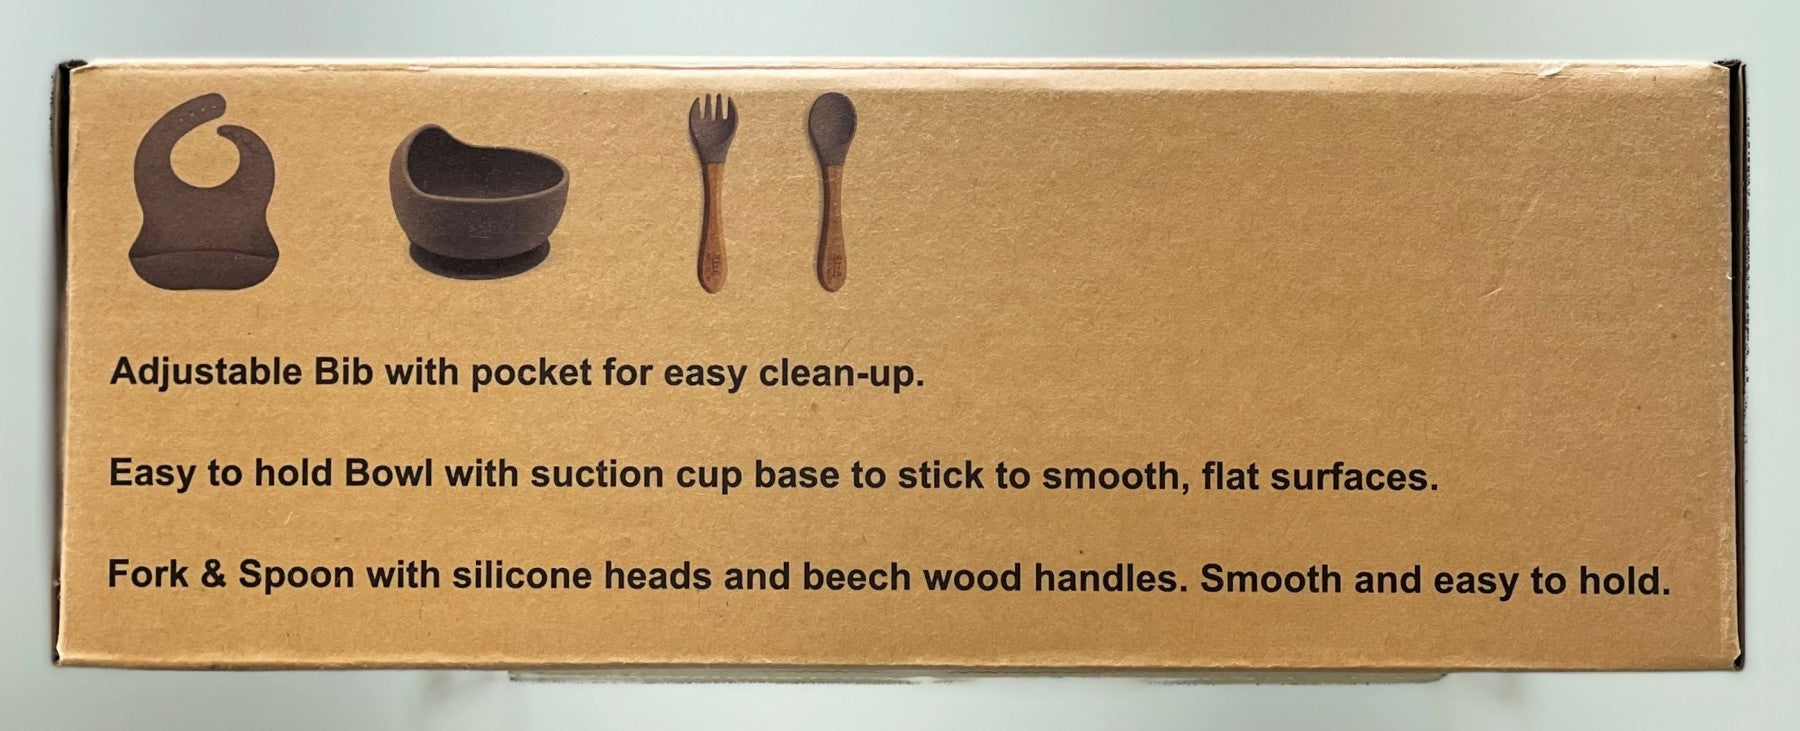 Adjustable Bib with pocket for easy clean-up.
Easy to hold Bowl with suction cup base to stick to smooth, flat surfaces.
Fork & Spoon with silicone heads and beech wood handles. Smooth and easy to hold.